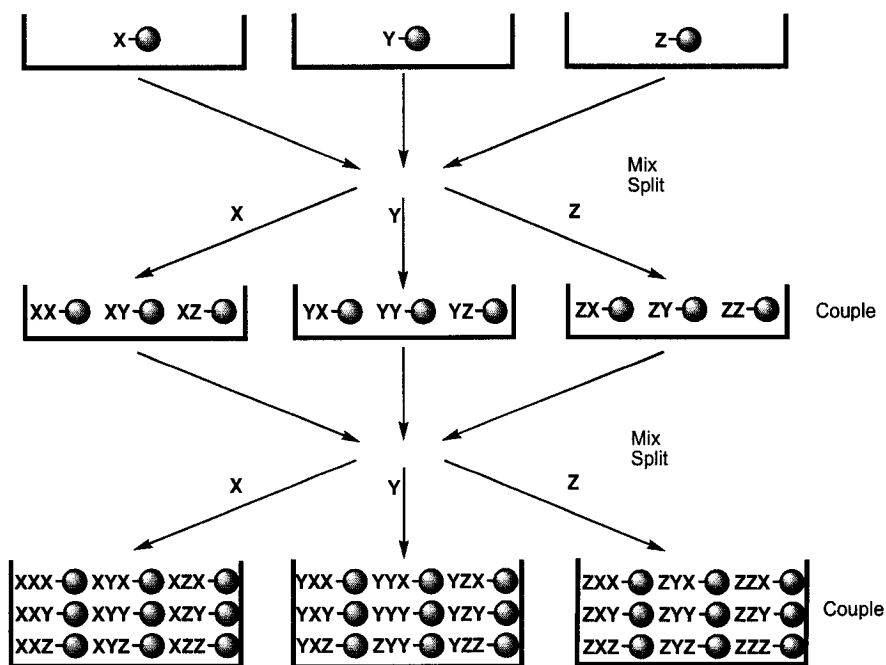 X Y Z
Mix
Split
X Y Z
XX XY XZ YX YY YZ ZX ZY ZZ Couple
Mix
Split
X Y Z
XXX XYX XZX YXX YYX YZX ZXX ZYX ZZX
XXY XYY XZY YXY YYY YZY ZXY ZYY ZZY Couple
XXZ XYZ XZZ YXZ ZYY YZZ ZXZ ZYZ ZZZ